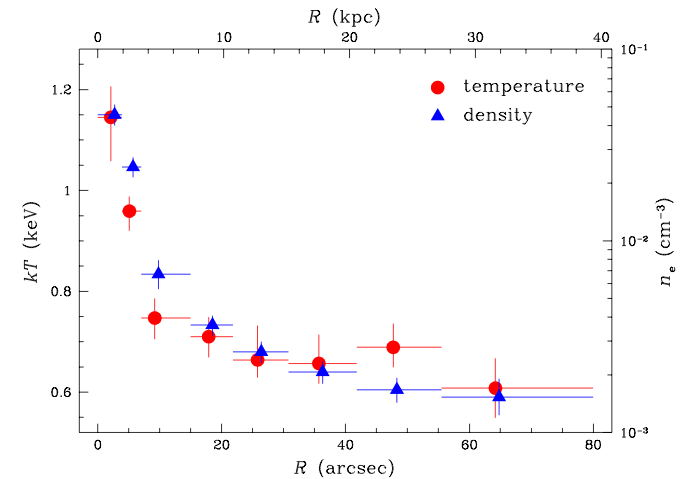 R (kpc)
0 10 20 30 40
1.2
1
0.8
0.6
kT (keV)
temperature
density
10⁻¹
10⁻²
10⁻³
nₑ (cm⁻³)
0 20 40 60 80
R (arcsec)